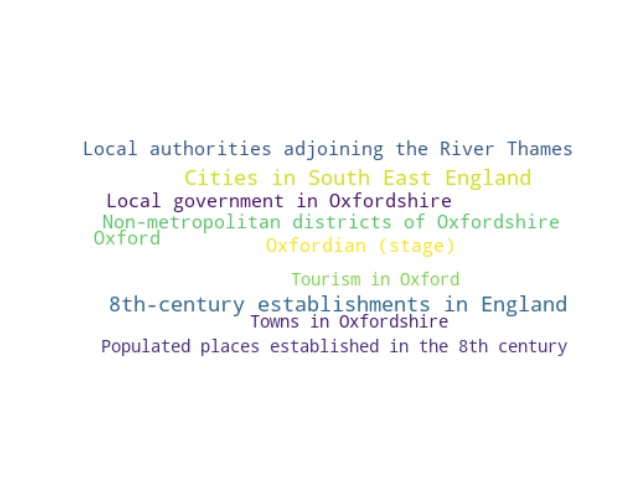 Local authorities adjoining the River Thames
Cities in South East England
Local government in Oxfordshire
Non-metropolitan districts of Oxfordshire
Oxford
Oxfordian (stage)
Tourism in Oxford
8th-century establishments in England
Towns in Oxfordshire
Populated places established in the 8th century